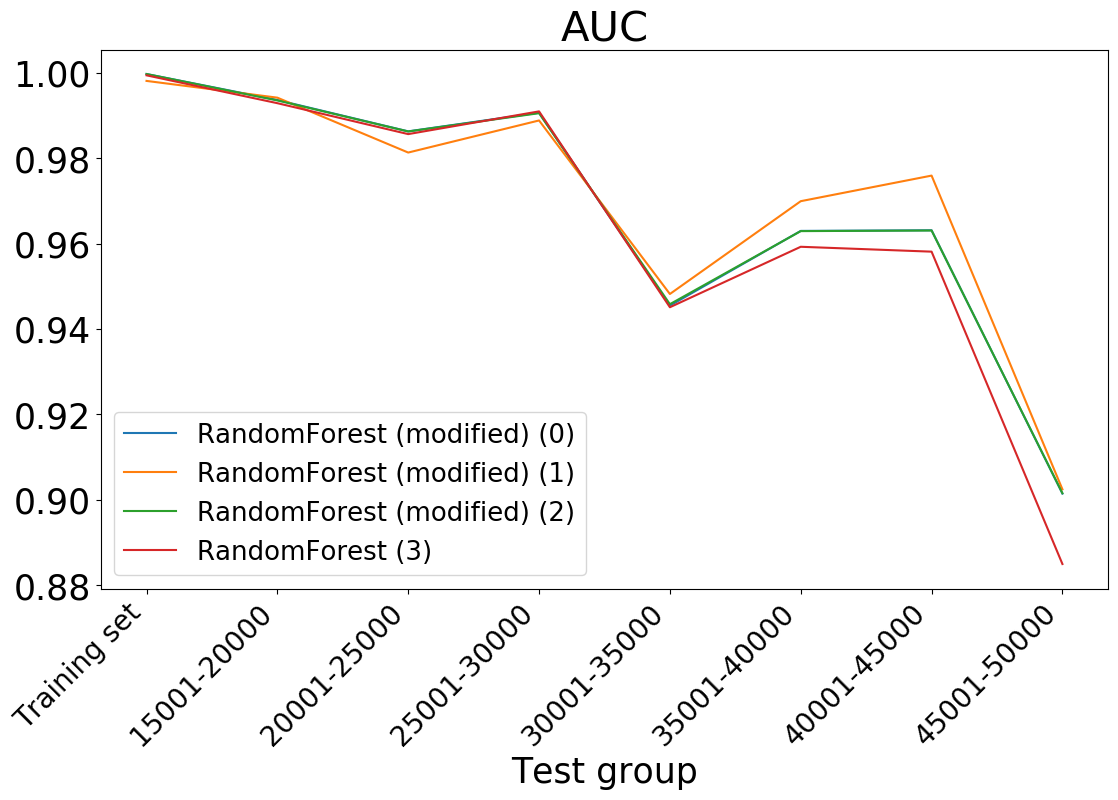 AUC
1.00
0.98
0.96
0.94
0.92
0.90
0.88
RandomForest (modified) (0)
RandomForest (modified) (1)
RandomForest (modified) (2)
RandomForest (3)
Training set
15001-20000
20001-25000
25001-30000
30001-35000
35001-40000
40001-45000
45001-50000
Test group